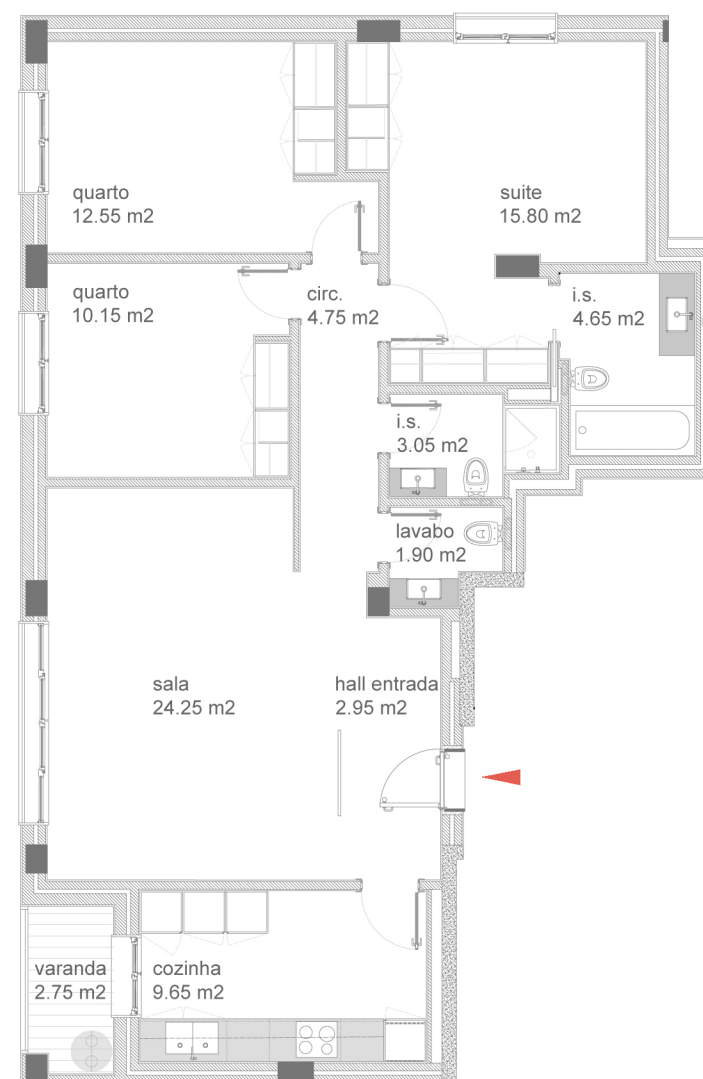 quarto
12.55 m2
suite
15.80 m2
quarto
10.15 m2
circ.
4.75 m2
i.s.
4.65 m2
i.s.
3.05 m2
lavabo
1.90 m2
sala
24.25 m2
hall entrada
2.95 m2
varanda
2.75 m2
cozinha
9.65 m2